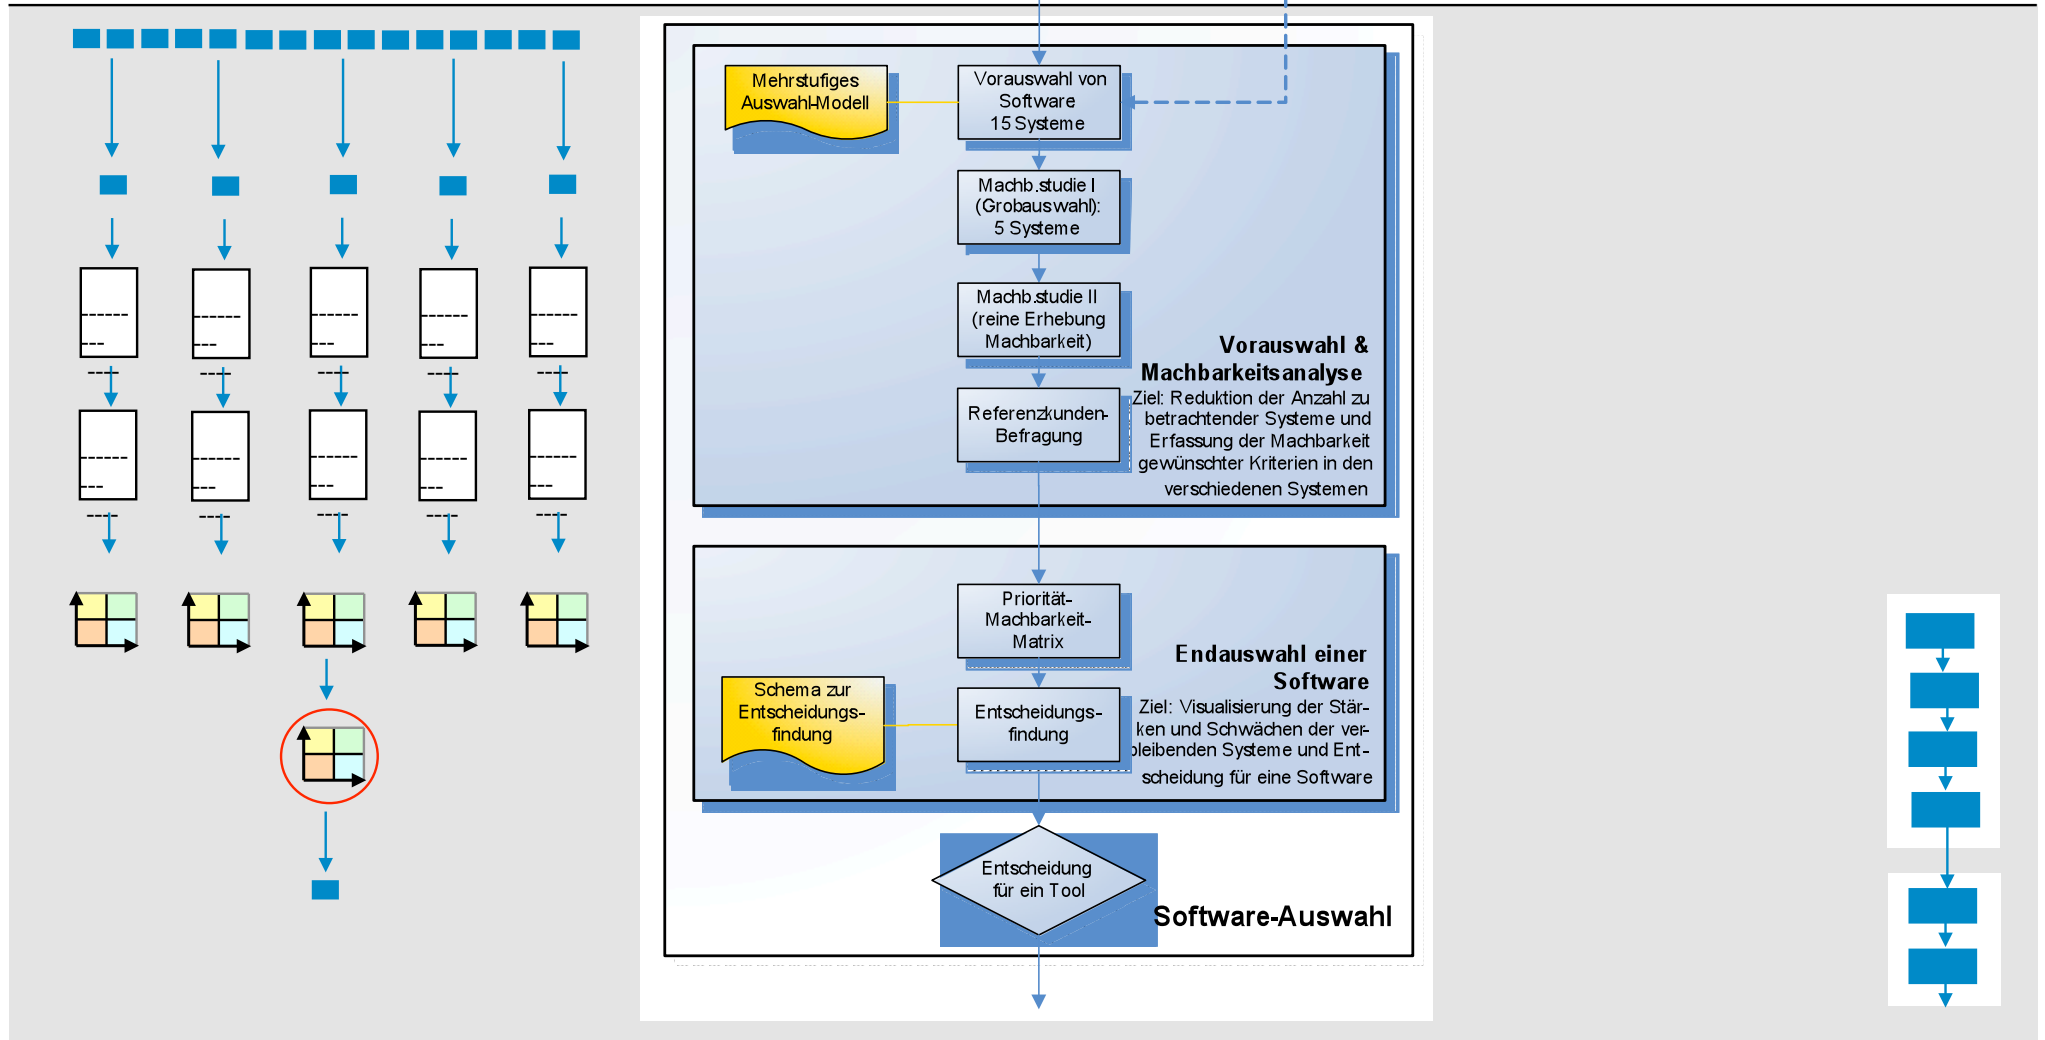 Mehrstufiges
Auswahl-Modell
Vorauswahl von
Software
15 Systeme
Machb.studie I
(Grobauswahl):
5 Systeme
Machb.studie II
(reine Erhebung
Machbarkeit)
Referenzkunden-
Befragung
Vorauswahl &
Machbarkeitsanalyse
Ziel: Reduktion der Anzahl zu
betrachtender Systeme und
Erfassung der Machbarkeit
gewünschter Kriterien in den
verschiedenen Systemen
Priorität-
Machbarkeit-
Matrix
Schema zur
Entscheidungs-
findung
Entscheidungs-
findung
Endauswahl einer
Software
Ziel: Visualisierung der Stär-
ken und Schwächen der ver-
bleibenden Systeme und Ent-
scheidung für eine Software
Entscheidung
für ein Tool
Software-Auswahl